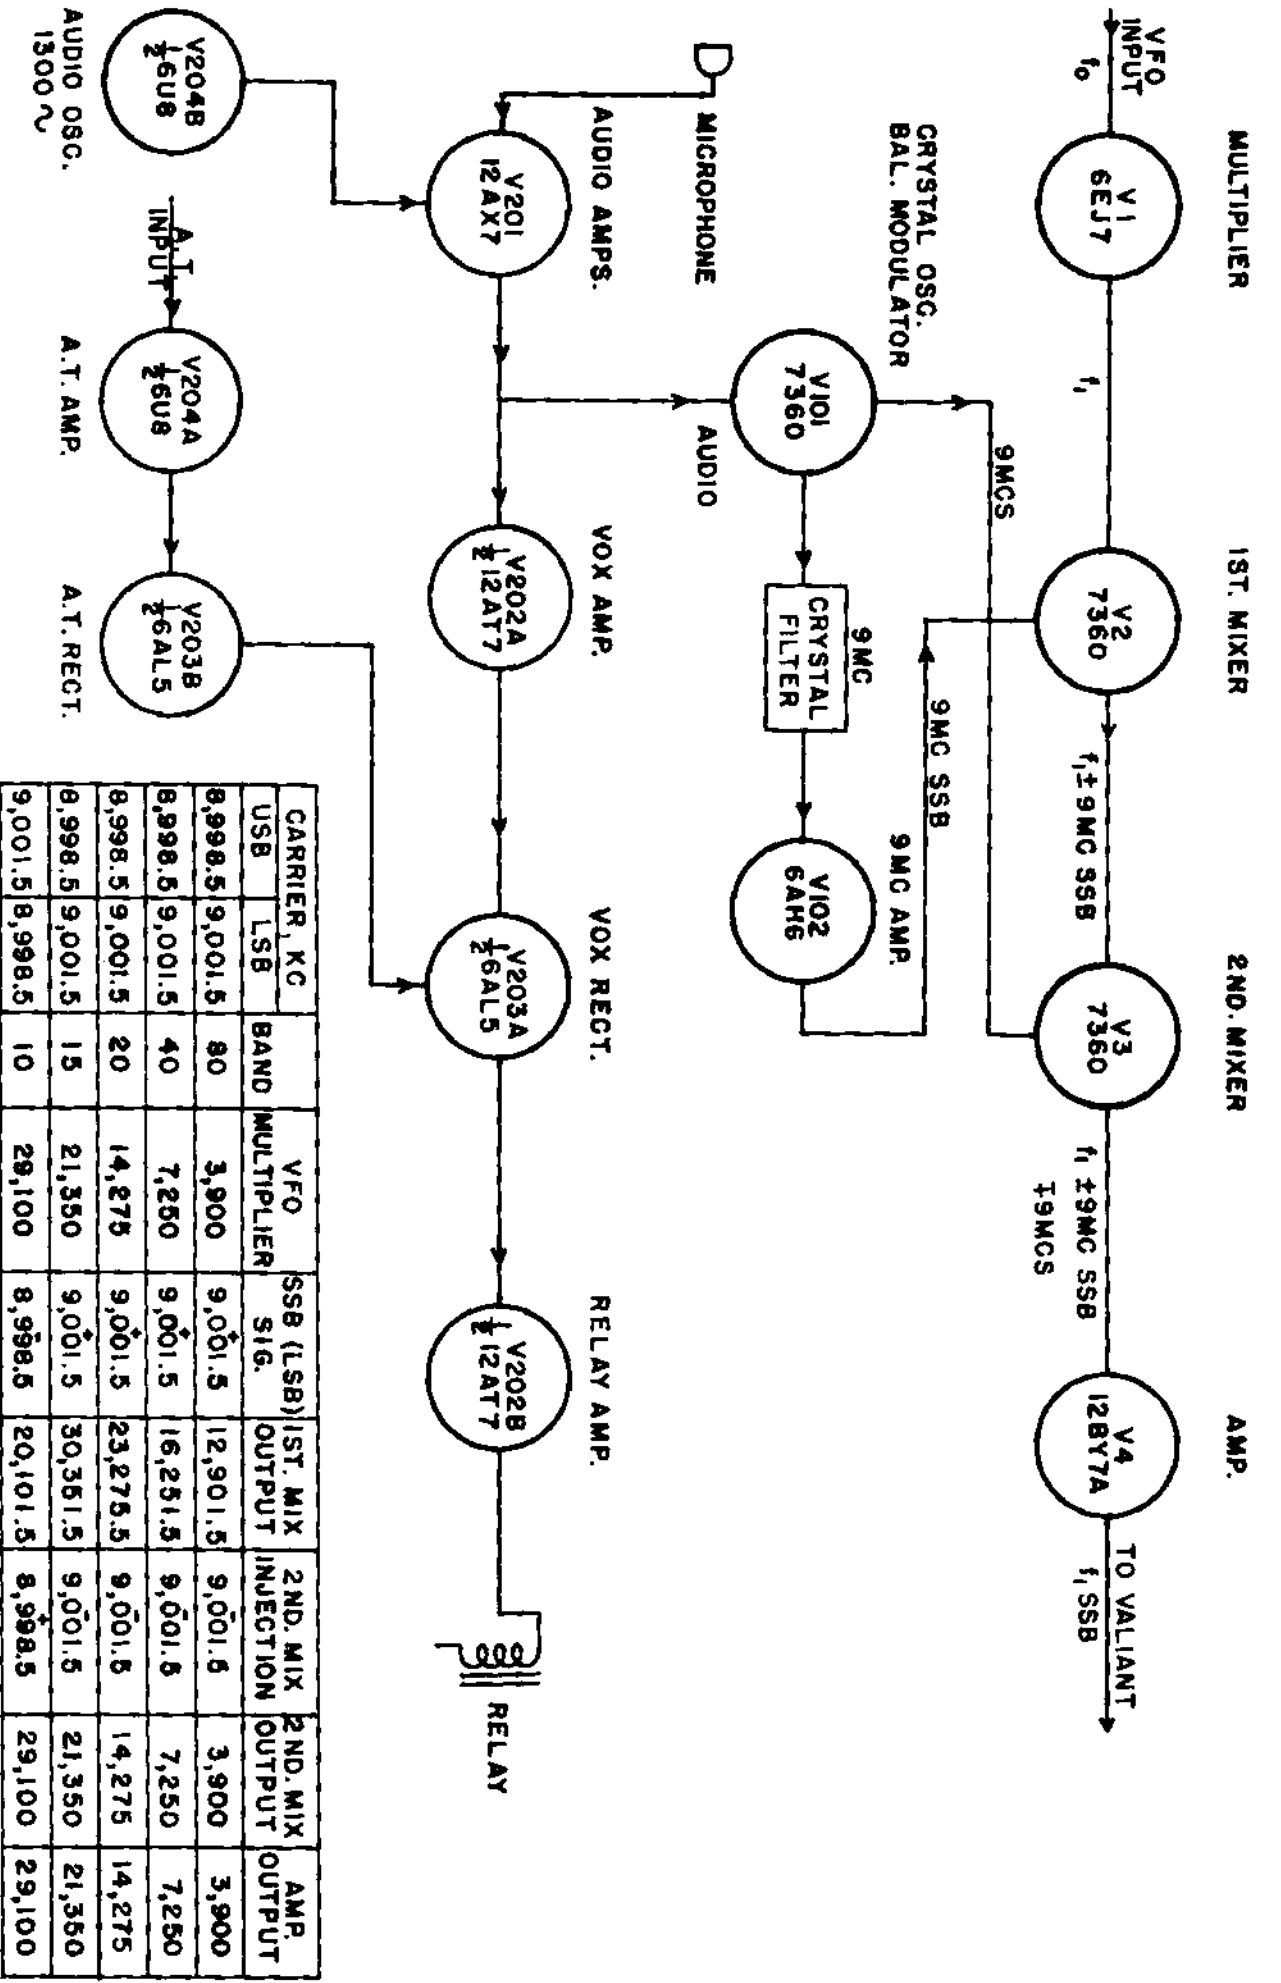 MULTIPLIER
1ST. MIXER
2ND. MIXER
AMP.
VFO
INPUT
f₀
V1
6EJ7
f₁
V2
7360
f₁ ± 9MC SSB
V3
7360
f₁ ± 9MC SSB
∓9MCS
V4
12BY7A
TO VALIANT
f₁ SSB
9MCS
9MC SSB
CRYSTAL OSC.
BAL. MODULATOR
V101
7360
9MC
CRYSTAL
FILTER
9MC AMP.
V102
6AH6
MICROPHONE
AUDIO
AUDIO AMPS.
VOX AMP.
VOX RECT.
RELAY AMP.
V201
12AX7
V202A
½ 12AT7
V203A
½ 6AL5
V202B
½ 12AT7
RELAY
V204B
½ 6U8
AUDIO OSC.
1300~
A.T.
INPUT
V204A
½ 6U8
A.T. AMP.
V203B
½ 6AL5
A.T. RECT.
CARRIER, KC VFO SSB (LSB) 1ST. MIX 2ND. MIX 2ND. MIX AMP.
USB LSB BAND MULTIPLIER SIG. OUTPUT INJECTION OUTPUT OUTPUT
8,998.5 9,001.5 80 3,900 +9,001.5 12,901.5 -9,001.5 3,900 3,900
8,998.5 9,001.5 40 7,250 +9,001.5 16,251.5 -9,001.5 7,250 7,250
8,998.5 9,001.5 20 14,275 +9,001.5 23,275.5 -9,001.5 14,275 14,275
8,998.5 9,001.5 15 21,350 +9,001.5 30,351.5 -9,001.5 21,350 21,350
9,001.5 8,998.5 10 29,100 -8,998.5 20,101.5 +8,998.5 29,100 29,100